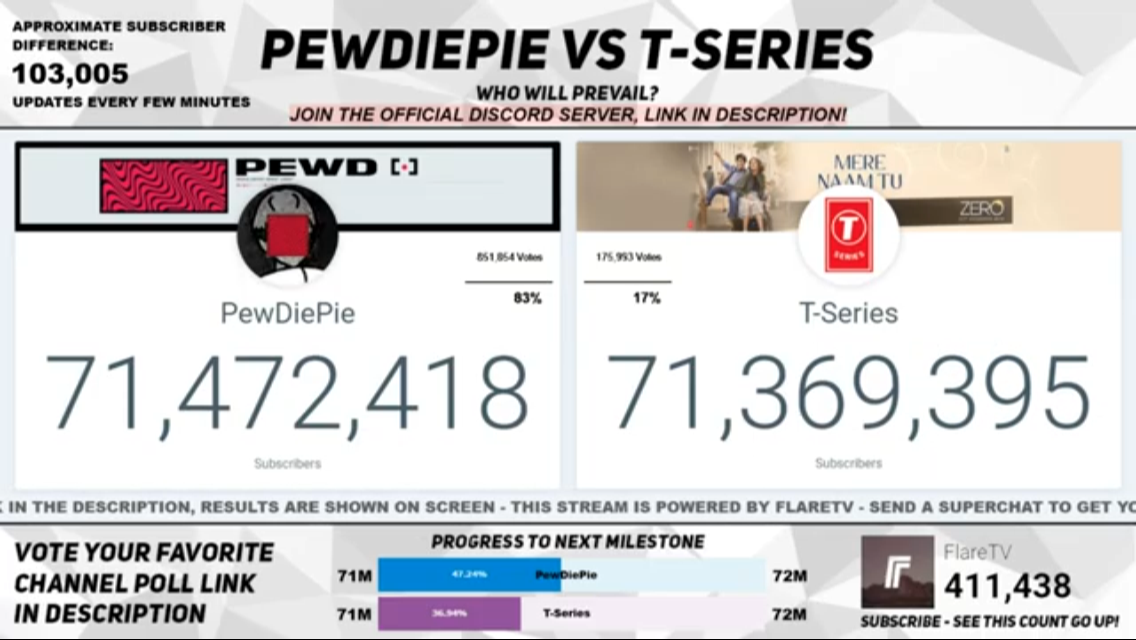 APPROXIMATE SUBSCRIBER
DIFFERENCE:
103,005
UPDATES EVERY FEW MINUTES
PEWDIEPIE VS T-SERIES
WHO WILL PREVAIL?
JOIN THE OFFICIAL DISCORD SERVER, LINK IN DESCRIPTION!
PEWD
851,854 Votes
83%
PewDiePie
71,472,418
Subscribers
MERE
NAAM TU
ZERO
T
SERIES
175,993 Votes
17%
T-Series
71,369,395
Subscribers
IN THE DESCRIPTION, RESULTS ARE SHOWN ON SCREEN - THIS STREAM IS POWERED BY FLARETV - SEND A SUPERCHAT TO GET
VOTE YOUR FAVORITE
CHANNEL POLL LINK
IN DESCRIPTION
PROGRESS TO NEXT MILESTONE
71M 47.24% PewDiePie 72M
71M 36.94% T-Series 72M
FlareTV
411,438
SUBSCRIBE - SEE THIS COUNT GO UP!